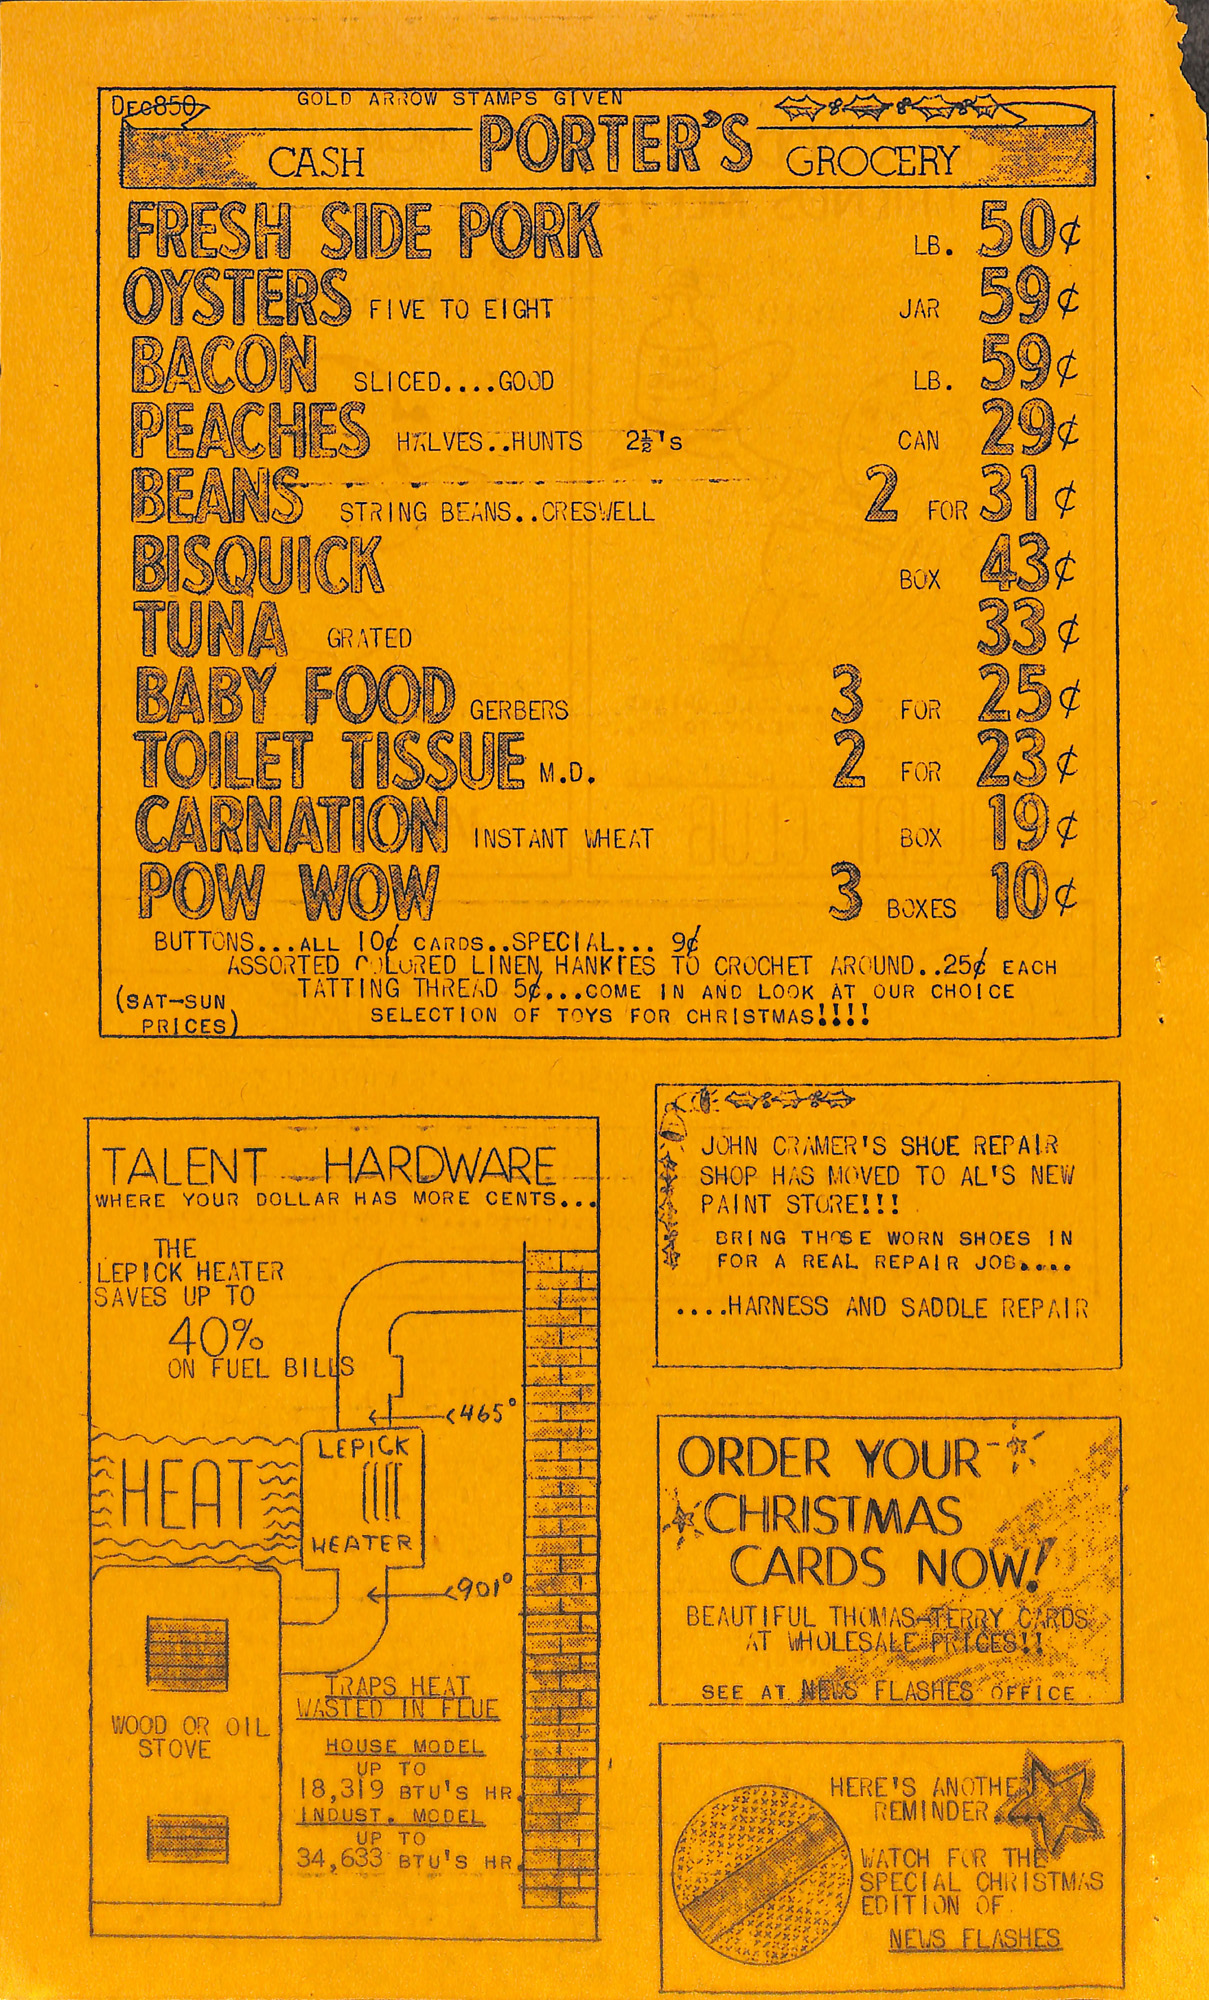 DEC850
GOLD ARROW STAMPS GIVEN
CASH PORTER'S GROCERY
FRESH SIDE PORK LB. 50¢
OYSTERS FIVE TO EIGHT JAR 59¢
BACON SLICED....GOOD LB. 59¢
PEACHES HALVES..HUNTS 2½'S CAN 29¢
BEANS STRING BEANS..CRESWELL 2 FOR 31¢
BISQUICK BOX 43¢
TUNA GRATED 33¢
BABY FOOD GERBERS 3 FOR 25¢
TOILET TISSUE M.D. 2 FOR 23¢
CARNATION INSTANT WHEAT BOX 19¢
POW WOW 3 BOXES 10¢
BUTTONS...ALL 10¢ CARDS..SPECIAL... 9¢
ASSORTED COLORED LINEN HANKIES TO CROCHET AROUND..25¢ EACH
TATTING THREAD 5¢...COME IN AND LOOK AT OUR CHOICE
SELECTION OF TOYS FOR CHRISTMAS!!!!
(SAT-SUN
PRICES)
TALENT HARDWARE
WHERE YOUR DOLLAR HAS MORE CENTS...
THE
LEPICK HEATER
SAVES UP TO
40%
ON FUEL BILLS
<465°
LEPICK
HEATER
HEAT
<901°
WOOD OR OIL
STOVE
TRAPS HEAT
WASTED IN FLUE
HOUSE MODEL
UP TO
18,319 BTU'S HR.
INDUST. MODEL
UP TO
34,633 BTU'S HR.
JOHN CRAMER'S SHOE REPAIR
SHOP HAS MOVED TO AL'S NEW
PAINT STORE!!!
BRING THOSE WORN SHOES IN
FOR A REAL REPAIR JOB....
....HARNESS AND SADDLE REPAIR
ORDER YOUR
CHRISTMAS
CARDS NOW!
BEAUTIFUL THOMAS-TERRY CARDS
AT WHOLESALE PRICES!!
SEE AT NEWS FLASHES OFFICE
HERE'S ANOTHE
REMINDER.
WATCH FOR THE
SPECIAL CHRISTMAS
EDITION OF
NEWS FLASHES